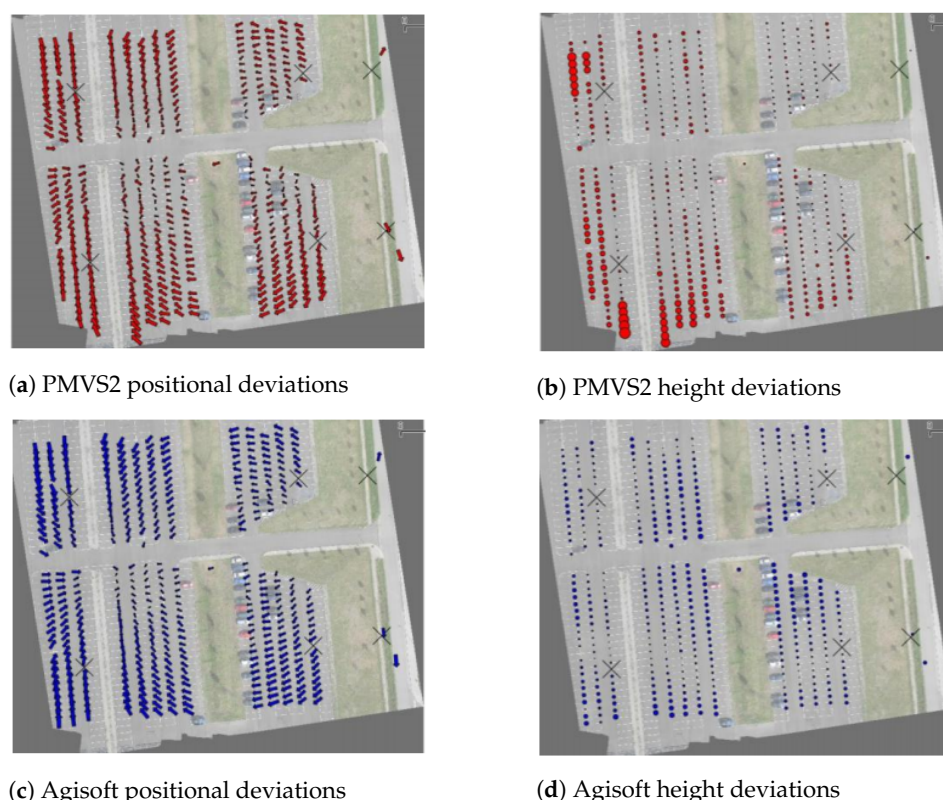 (a) PMVS2 positional deviations
(b) PMVS2 height deviations
(c) Agisoft positional deviations
(d) Agisoft height deviations